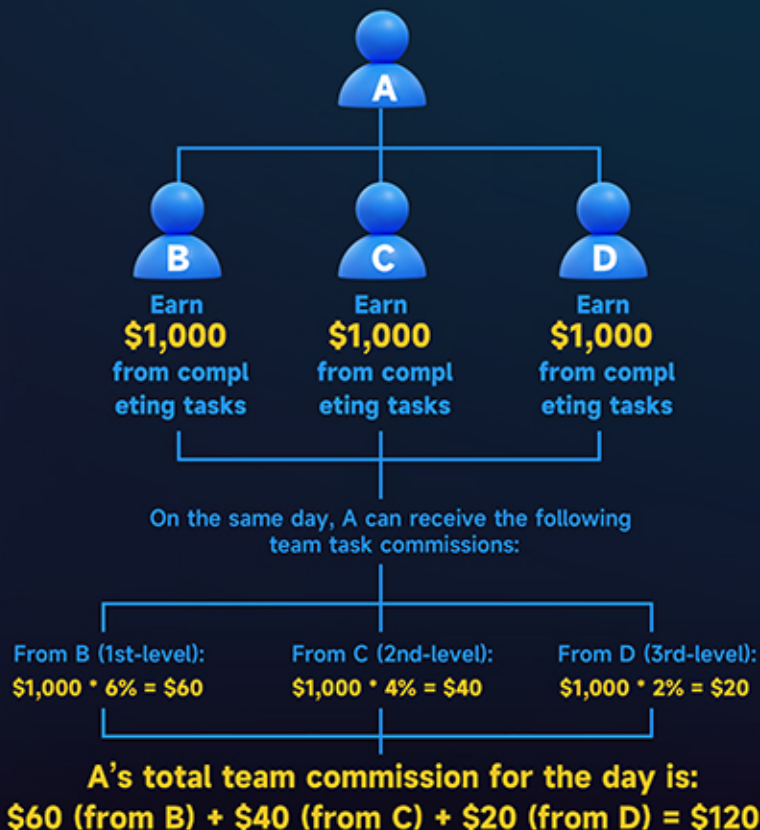 A
B
C
D
Earn
$1,000
from compl
eting tasks
Earn
$1,000
from compl
eting tasks
Earn
$1,000
from compl
eting tasks
On the same day, A can receive the following
team task commissions:
From B (1st-level):
$1,000 * 6% = $60
From C (2nd-level):
$1,000 * 4% = $40
From D (3rd-level):
$1,000 * 2% = $20
A’s total team commission for the day is:
$60 (from B) + $40 (from C) + $20 (from D) = $120